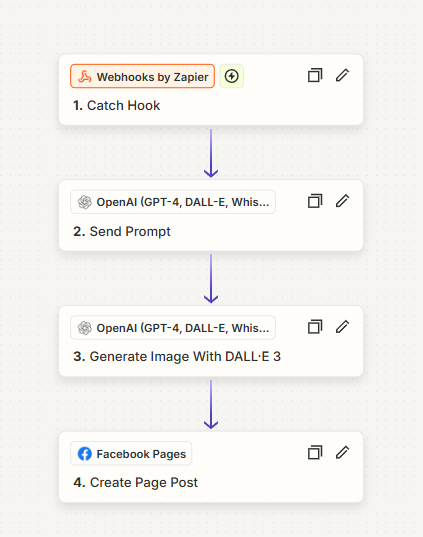 Webhooks by Zapier
1. Catch Hook
OpenAI (GPT-4, DALL-E, Whis...
2. Send Prompt
OpenAI (GPT-4, DALL-E, Whis...
3. Generate Image With DALL·E 3
Facebook Pages
4. Create Page Post